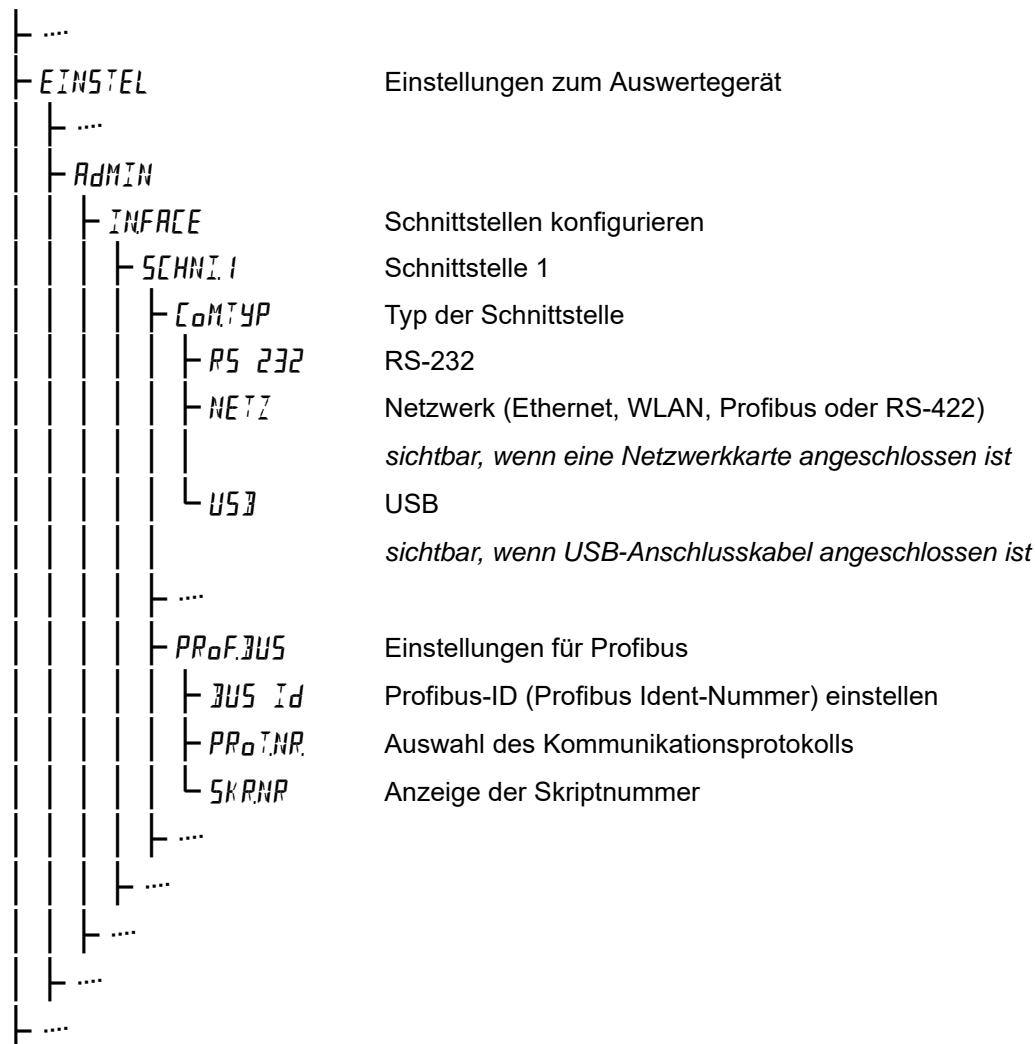 ....
EINSTEL Einstellungen zum Auswertegerät
....
AdMIN
IN.FACE Schnittstellen konfigurieren
SCHNI.1 Schnittstelle 1
CoM.TYP Typ der Schnittstelle
RS 232 RS-232
NETZ Netzwerk (Ethernet, WLAN, Profibus oder RS-422)
sichtbar, wenn eine Netzwerkkarte angeschlossen ist
USB USB
sichtbar, wenn USB-Anschlusskabel angeschlossen ist
....
PRoF.BUS Einstellungen für Profibus
BUS Id Profibus-ID (Profibus Ident-Nummer) einstellen
PRoT.NR. Auswahl des Kommunikationsprotokolls
SKR.NR Anzeige der Skriptnummer
....
....
....
....
....